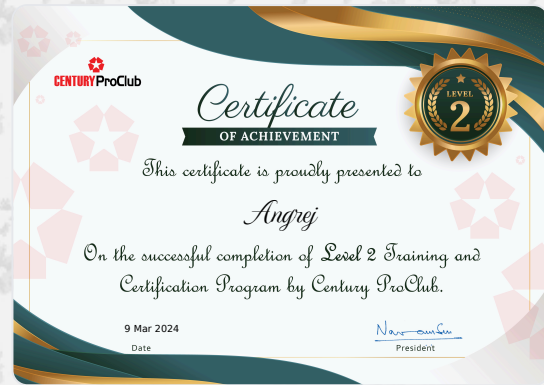 CENTURY ProClub
Certificate
OF ACHIEVEMENT
LEVEL
2
This certificate is proudly presented to
Angrej
On the successful completion of Level 2 Training and
Certification Program by Century ProClub.
9 Mar 2024
Date
President